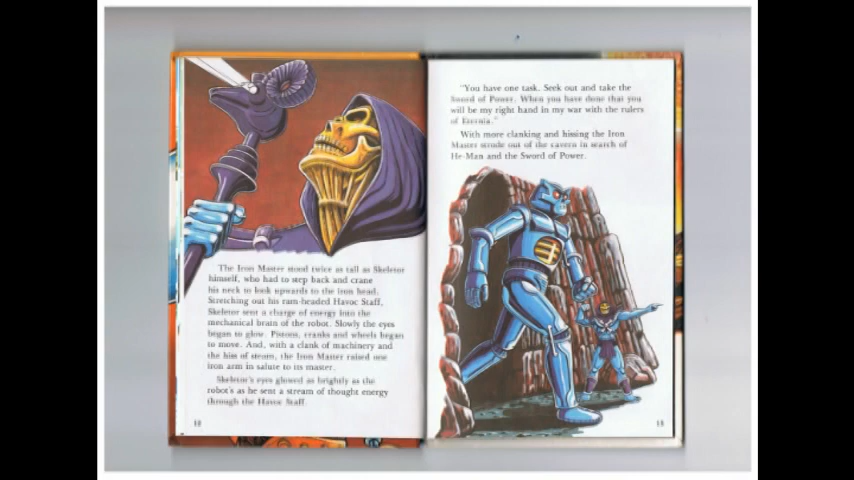 The Iron Master stood twice as tall as Skeletor
himself, who had to step back and crane
his neck to look upwards to the iron head.
Stretching out his ram-headed Havoc Staff,
Skeletor sent a charge of energy into the
mechanical brain of the robot. Slowly the eyes
began to glow. Pistons, cranks and wheels began
to move. And, with a clank of machinery and
the hiss of steam, the Iron Master raised one
iron arm in salute to its master.
Skeletor's eyes glowed as brightly as the
robot's as he sent a stream of thought energy
through the Havoc Staff.
"You have one task. Seek out and take the
Sword of Power. When you have done that you
will be my right hand in my war with the rulers
of Eternia."
With more clanking and hissing the Iron
Master strode out of the cavern in search of
He-Man and the Sword of Power.